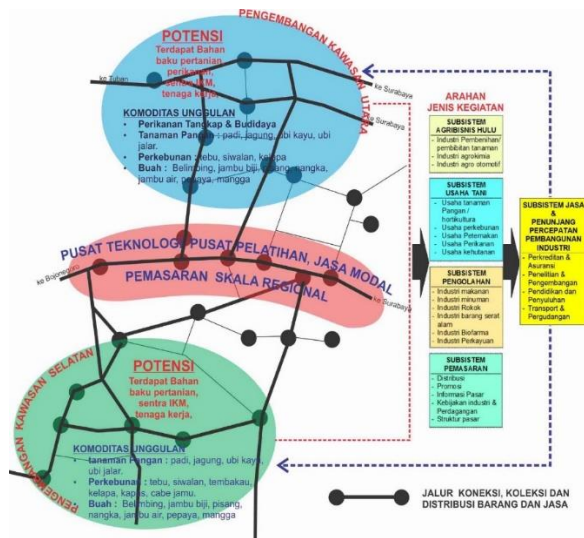 PENGEMBANGAN KAWASAN UTARA
POTENSI
Terdapat Bahan
baku pertanian
perikanan,
sentra IKM,
tenaga kerja,
ke Tuban
ke Surabaya
ke Surabaya
KOMODITAS UNGGULAN
• Perikanan Tangkap & Budidaya
• Tanaman Pangan : padi, jagung, ubi kayu, ubi
jalar.
• Perkebunan : tebu, siwalan, kelapa
• Buah : Belimbing, jambu biji, pisang, nangka,
jambu air, pepaya, mangga
PUSAT TEKNOLOGI, PUSAT PELATIHAN, JASA MODAL
PEMASARAN SKALA REGIONAL
ke Bojonegoro
ke Surabaya
PENGEMBANGAN KAWASAN SELATAN
POTENSI
Terdapat Bahan
baku pertanian,
sentra IKM,
tenaga kerja,
KOMODITAS UNGGULAN
• tanaman Pangan : padi, jagung, ubi kayu,
ubi jalar.
• Perkebunan : tebu, siwalan, tembakau,
kelapa, kapas, cabe jamu.
• Buah : Belimbing, jambu biji, pisang,
nangka, jambu air, pepaya, mangga
ARAHAN
JENIS KEGIATAN
SUBSISTEM
AGRIBISNIS HULU
- Industri Pembenihan/
pembibitan tanaman
- Industri agrokimia
- Industri agro otomotif
SUBSISTEM
USAHA TANI
- Usaha tanaman
Pangan /
hortikultura
- Usaha perkebunan
- Usaha Peternakan
- Usaha Perikanan
- Usaha kehutanan
SUBSISTEM
PENGOLAHAN
- Industri makanan
- Industri minuman
- Industri Rokok
- Industri barang serat
alam
- Industri Biofarma
- Industri Perkayuan
SUBSISTEM
PEMASARAN
- Distribusi
- Promosi
- Informasi Pasar
- Kebijakan industri &
Perdagangan
- Struktur pasar
SUBSISTEM JASA
&
PENUNJANG
PERCEPATAN
PEMBANGUNAN
INDUSTRI
- Perkreditan &
Asuransi
- Penelitian &
Pengembangan
- Pendidikan dan
Penyuluhan
- Transport &
Pergudangan
JALUR KONEKSI, KOLEKSI DAN
DISTRIBUSI BARANG DAN JASA